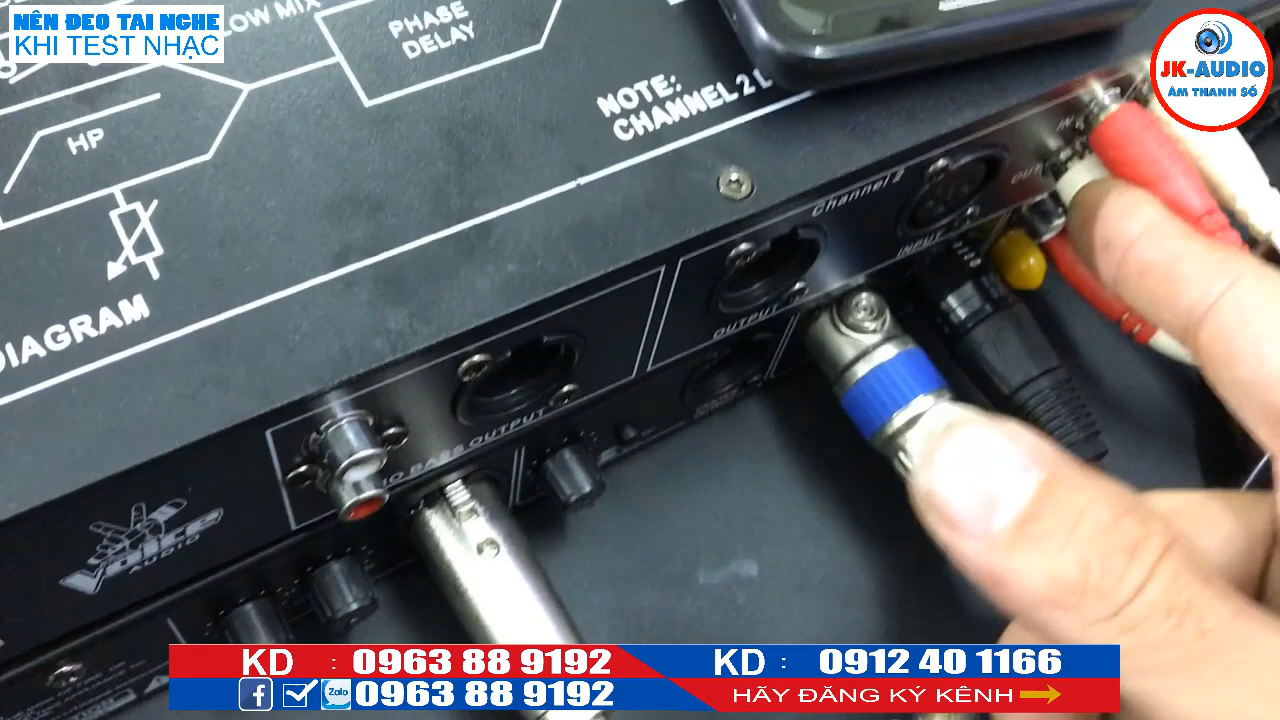 NÊN ĐEO TAI NGHE
KHI TEST NHẠC
LOW MIX
PHASE
DELAY
HP
NOTE:
CHANNEL 2
DIAGRAM
JK-AUDIO
ÂM THANH SỐ
Channel 2
INPUT
OUTPUT
BASS OUTPUT
Voice
AUDIO
KD : 0963 88 9192
KD : 0912 40 1166
Zalo
0963 88 9192
HÃY ĐĂNG KÝ KÊNH